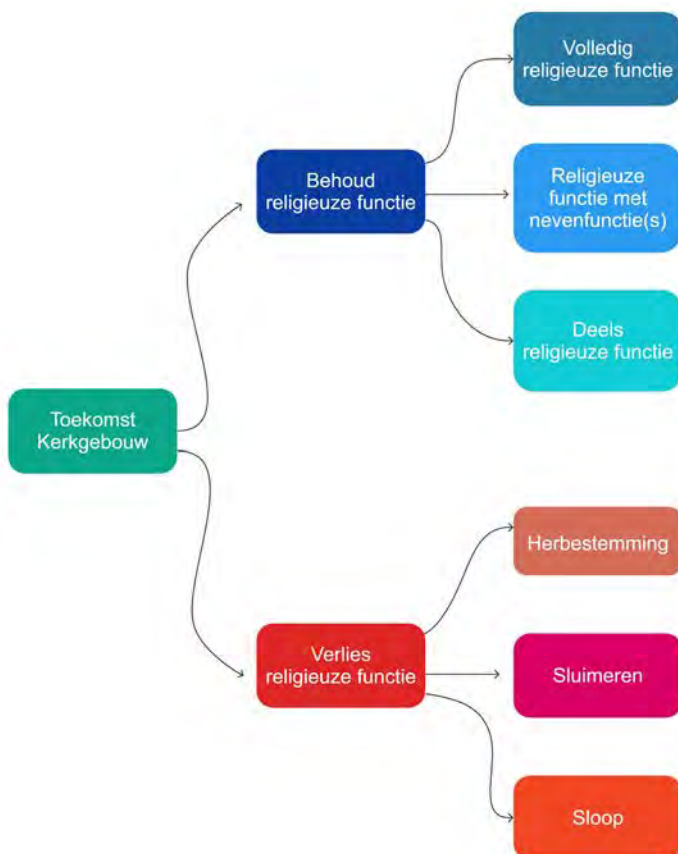 Volledig
religieuze functie
Behoud
religieuze functie
Religieuze
functie met
nevenfunctie(s)
Deels
religieuze functie
Toekomst
Kerkgebouw
Herbestemming
Verlies
religieuze functie
Sluimeren
Sloop